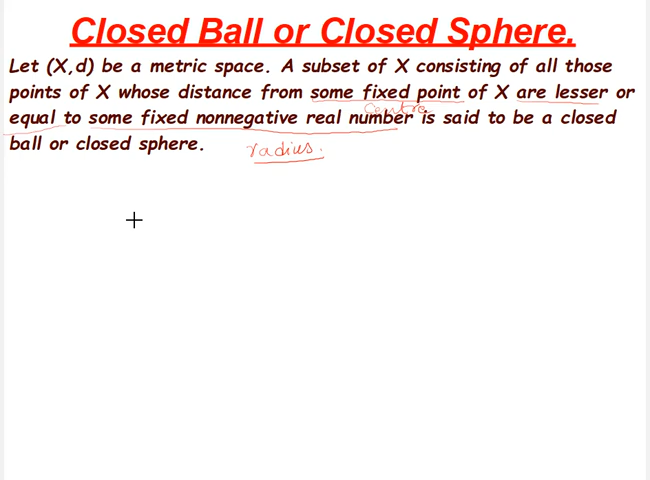 Closed Ball or Closed Sphere.
Let (X,d) be a metric space. A subset of X consisting of all those
points of X whose distance from some fixed point of X are lesser or
centre
equal to some fixed nonnegative real number is said to be a closed
ball or closed sphere.
radius.